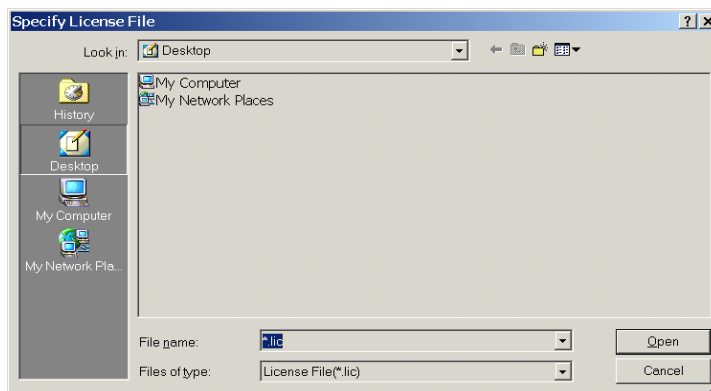 Specify License File
Look in: Desktop
History
Desktop
My Computer
My Network Pla...
My Computer
My Network Places
File name: *.lic
Open
Files of type: License File(*.lic)
Cancel